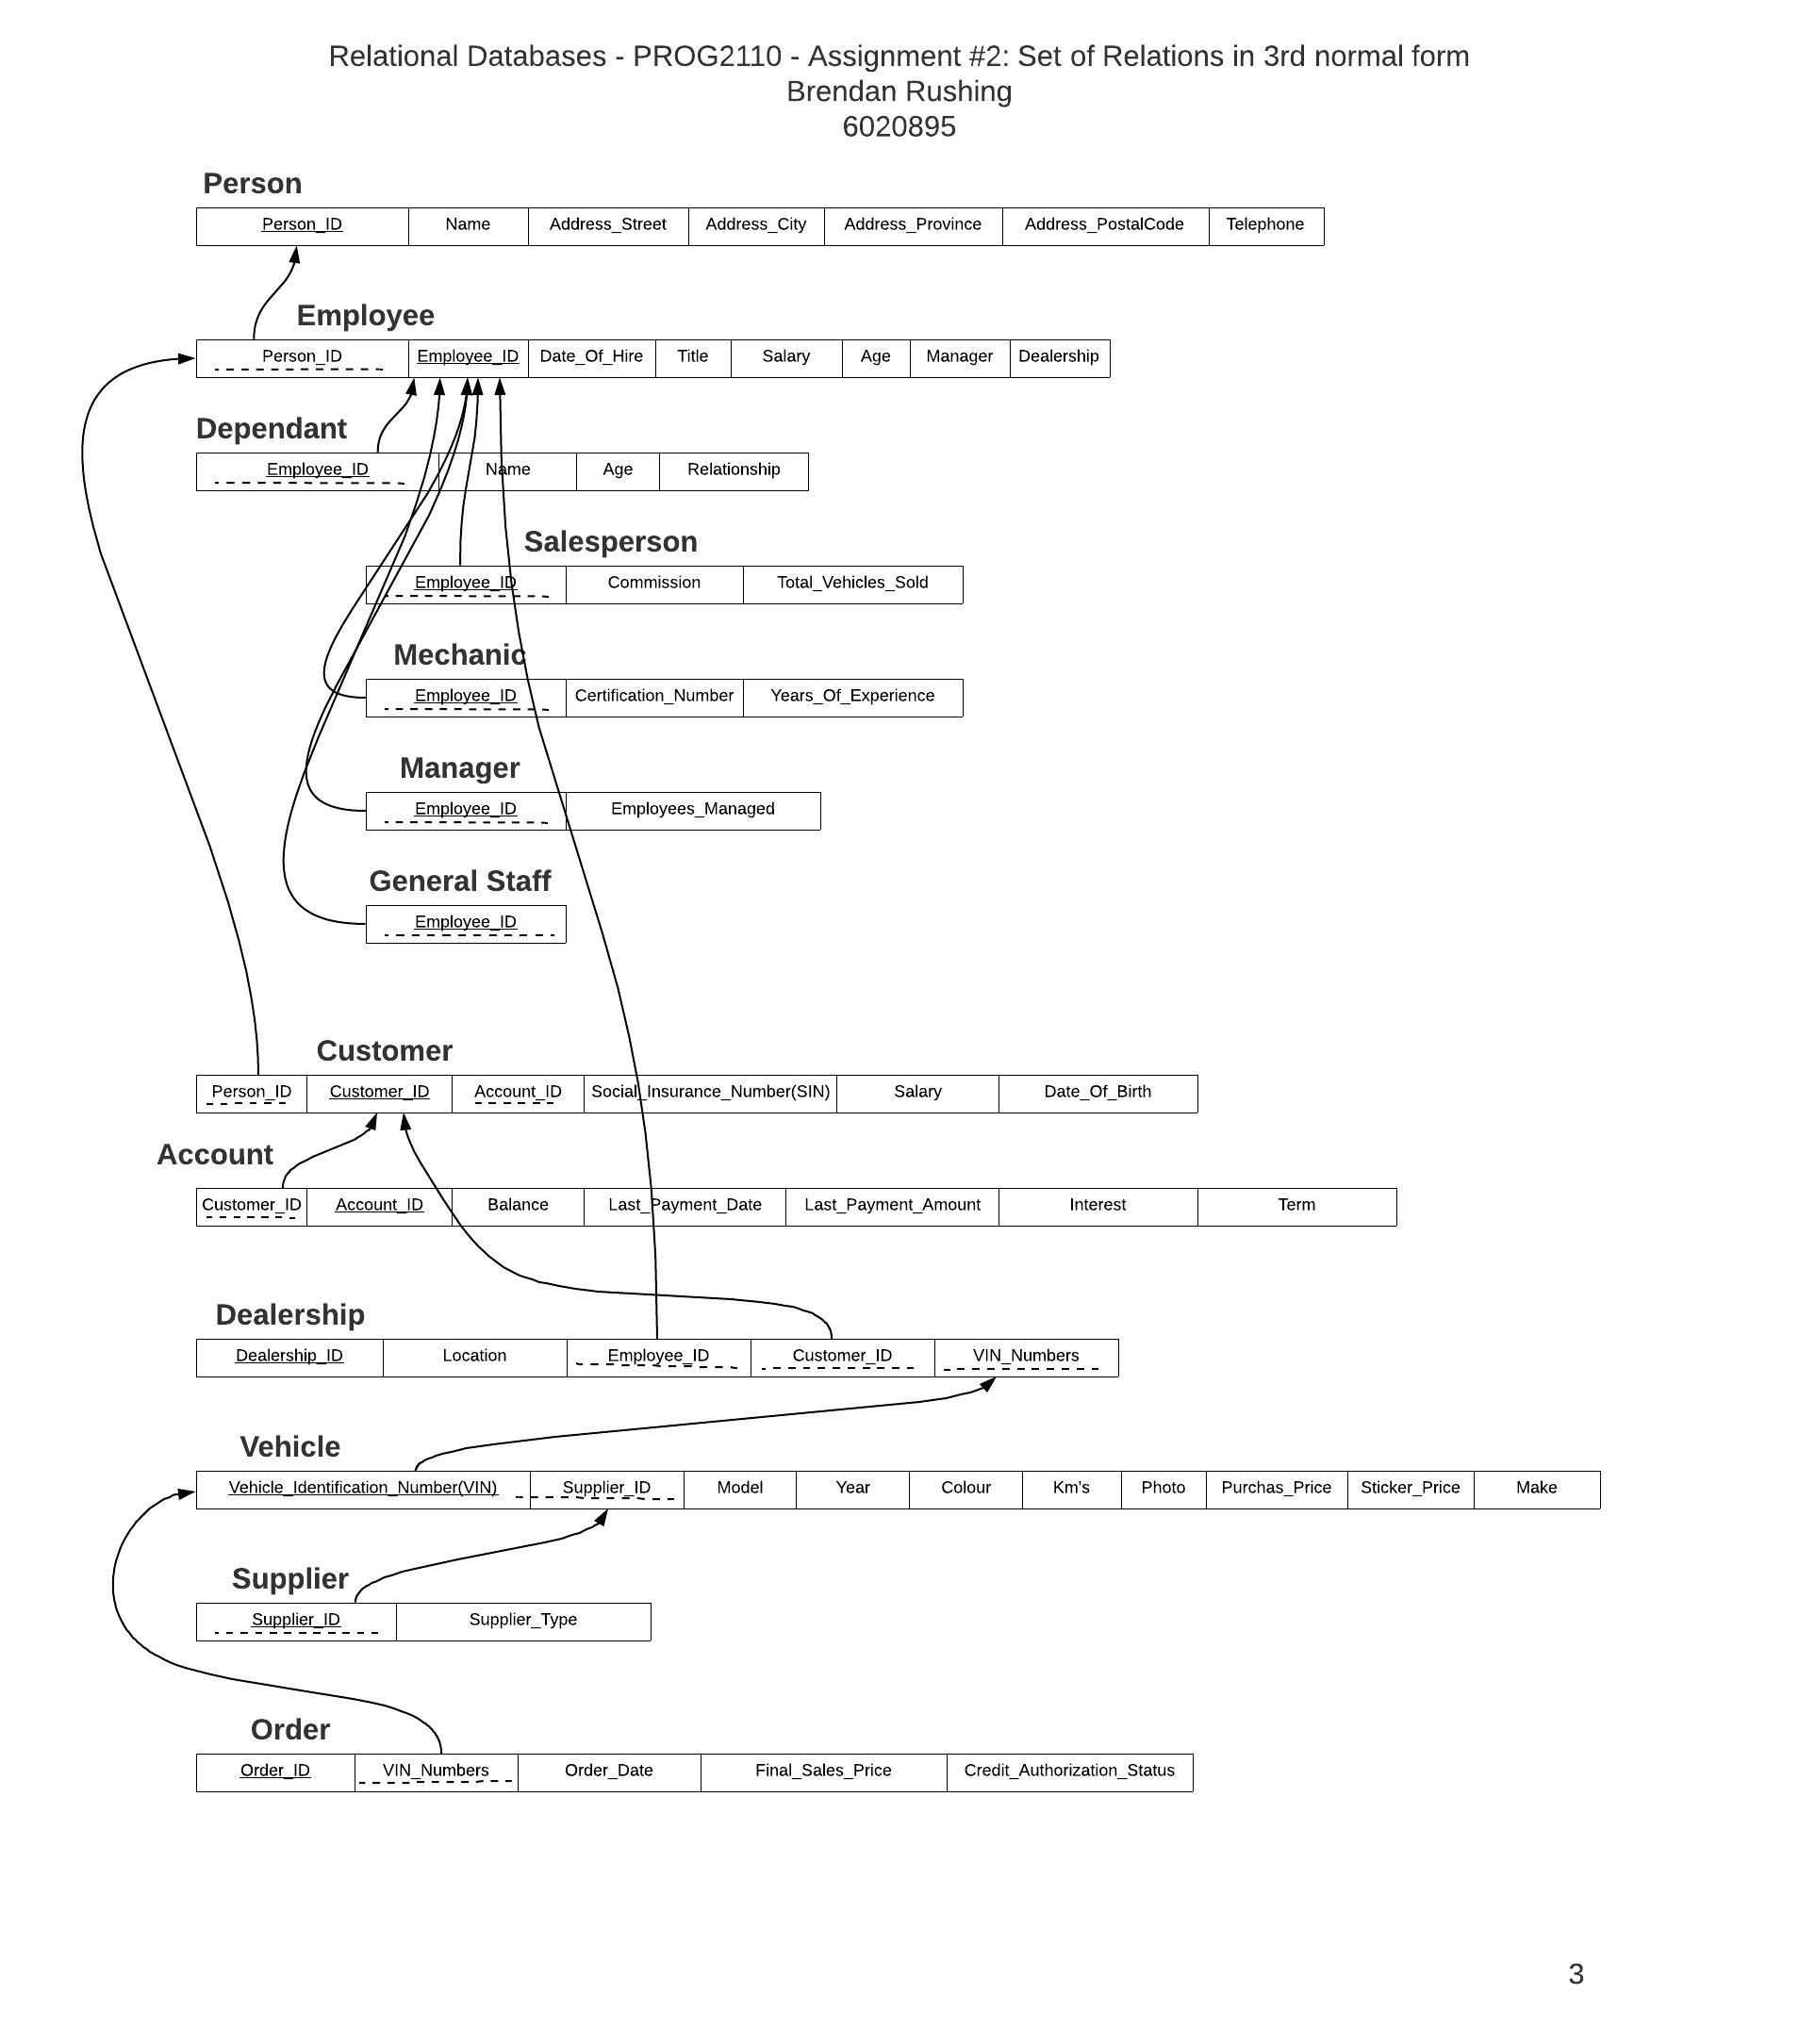 Relational Databases - PROG2110 - Assignment #2: Set of Relations in 3rd normal form
Brendan Rushing
6020895
Person
Person_ID Name Address_Street Address_City Address_Province Address_PostalCode Telephone
Employee
Person_ID Employee_ID Date_Of_Hire Title Salary Age Manager Dealership
Dependant
Employee_ID Name Age Relationship
Salesperson
Employee_ID Commission Total_Vehicles_Sold
Mechanic
Employee_ID Certification_Number Years_Of_Experience
Manager
Employee_ID Employees_Managed
General Staff
Employee_ID
Customer
Person_ID Customer_ID Account_ID Social_Insurance_Number(SIN) Salary Date_Of_Birth
Account
Customer_ID Account_ID Balance Last_Payment_Date Last_Payment_Amount Interest Term
Dealership
Dealership_ID Location Employee_ID Customer_ID VIN_Numbers
Vehicle
Vehicle_Identification_Number(VIN) Supplier_ID Model Year Colour Km's Photo Purchas_Price Sticker_Price Make
Supplier
Supplier_ID Supplier_Type
Order
Order_ID VIN_Numbers Order_Date Final_Sales_Price Credit_Authorization_Status
3